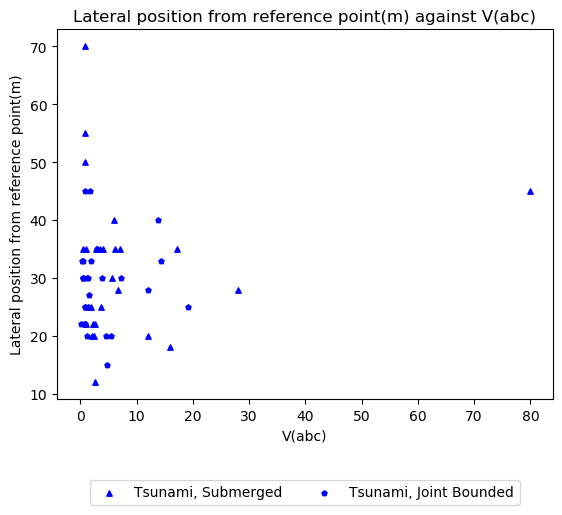 Lateral position from reference point(m) against V(abc)
Lateral position from reference point(m)
70
60
50
40
30
20
10
0 10 20 30 40 50 60 70 80
V(abc)
Tsunami, Submerged Tsunami, Joint Bounded